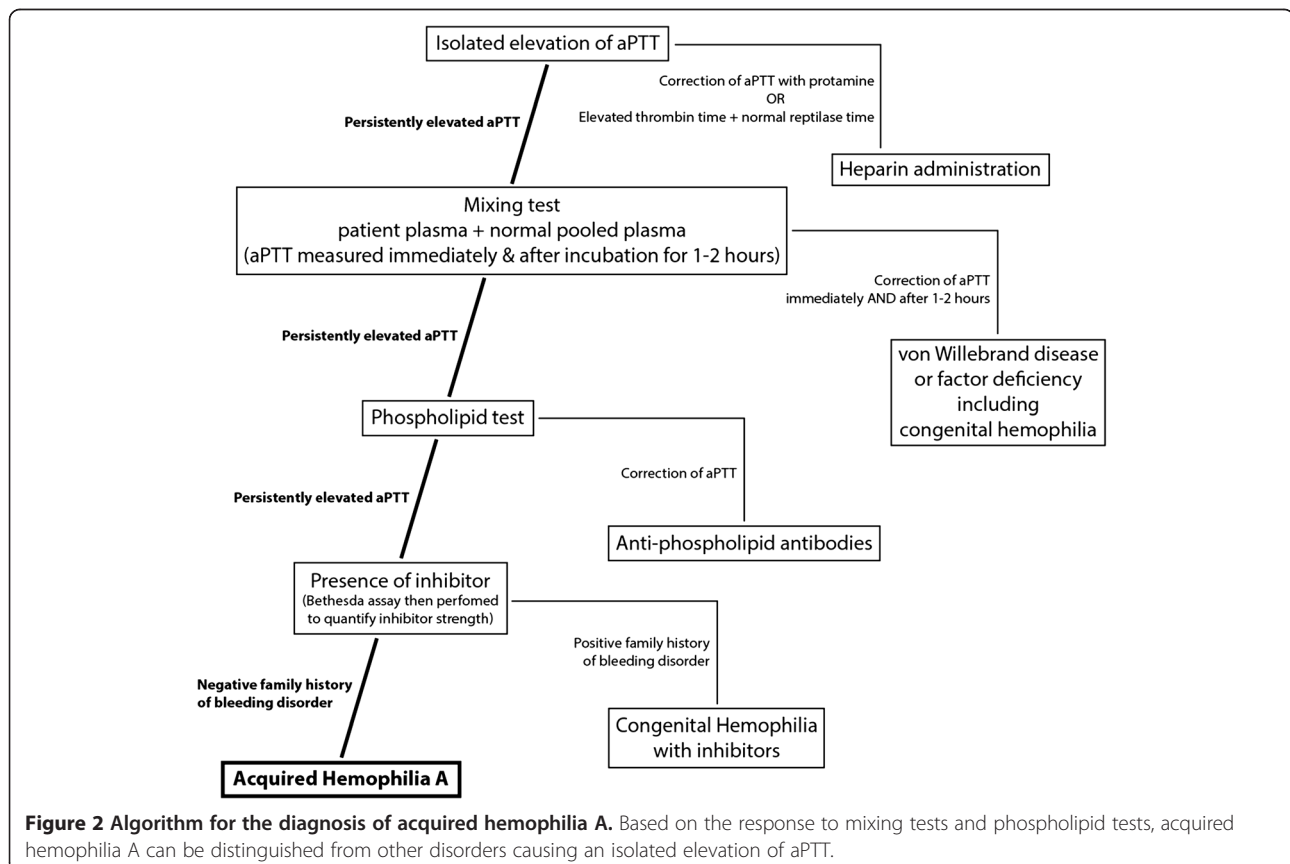 Isolated elevation of aPTT
Correction of aPTT with protamine
OR
Elevated thrombin time + normal reptilase time
Persistently elevated aPTT
Heparin administration
Mixing test
patient plasma + normal pooled plasma
(aPTT measured immediately & after incubation for 1-2 hours)
Correction of aPTT
immediately AND after 1-2 hours
Persistently elevated aPTT
von Willebrand disease
or factor deficiency
including
congenital hemophilia
Phospholipid test
Correction of aPTT
Persistently elevated aPTT
Anti-phospholipid antibodies
Presence of inhibitor
(Bethesda assay then perfomed
to quantify inhibitor strength)
Positive family history
of bleeding disorder
Negative family history
of bleeding disorder
Congenital Hemophilia
with inhibitors
Acquired Hemophilia A
Figure 2 Algorithm for the diagnosis of acquired hemophilia A. Based on the response to mixing tests and phospholipid tests, acquired
hemophilia A can be distinguished from other disorders causing an isolated elevation of aPTT.